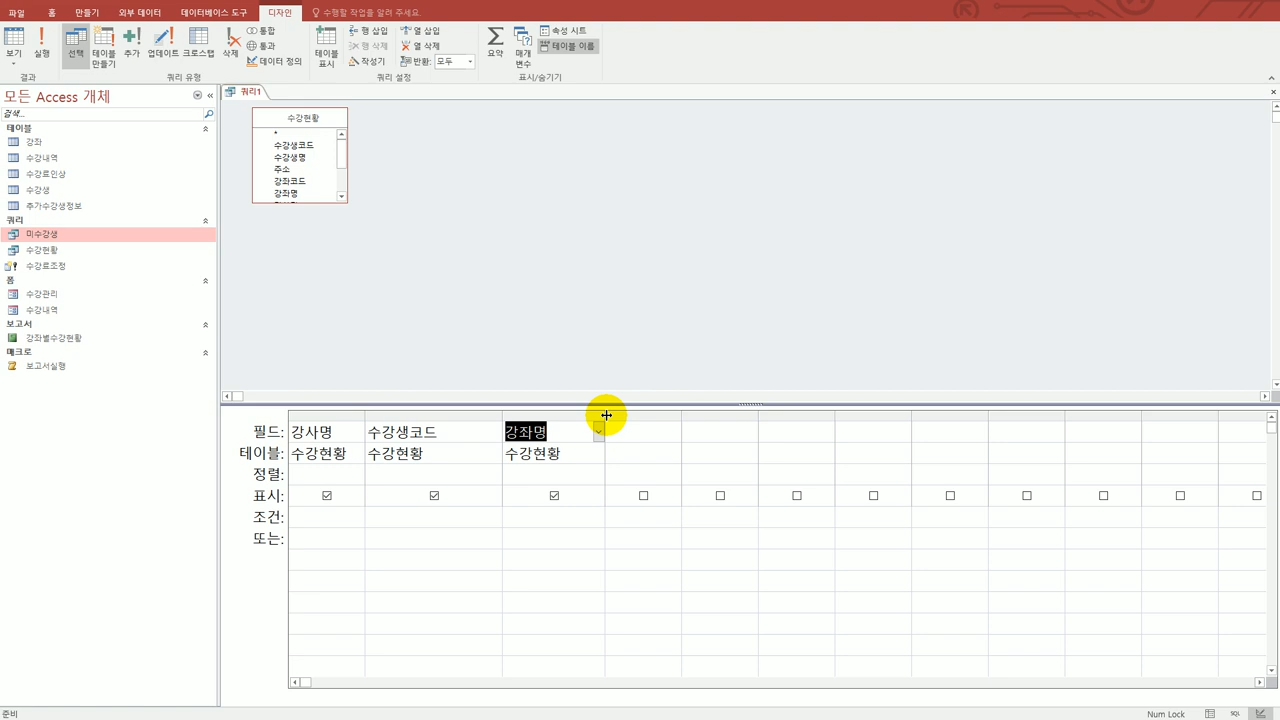 파일 홈 만들기 외부 데이터 데이터베이스 도구 디자인 수행할 작업을 알려 주세요.
보기 실행 선택 테이블 만들기 추가 업데이트 크로스탭 삭제 통합 통과 데이터 정의 테이블 표시 행 삽입 행 삭제 작성기 열 삽입 열 삭제 반환: 모두 요약 매개 변수 속성 시트 테이블 이름
결과 쿼리 유형 쿼리 설정 표시/숨기기
모든 Access 개체 쿼리1
검색...
테이블
강좌
수강내역
수강료인상
수강생
추가수강생정보
쿼리
미수강생
수강현황
수강료조정
폼
수강관리
수강내역
보고서
강좌별수강현황
매크로
보고서실행
수강현황
*
수강생코드
수강생명
주소
강좌코드
강좌명
필드: 강사명 수강생코드 강좌명
테이블: 수강현황 수강현황 수강현황
정렬:
표시:
조건:
또는:
준비 Num Lock SQL